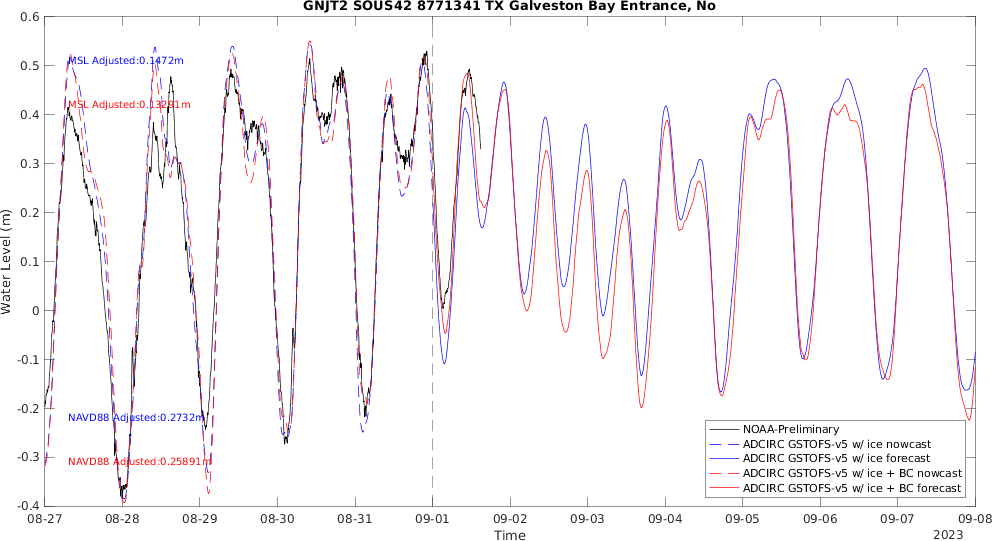 GNJT2 SOUS42 8771341 TX Galveston Bay Entrance, No
0.6
0.5
0.4
0.3
0.2
0.1
0
-0.1
-0.2
-0.3
-0.4
Water Level (m)
MSL Adjusted:0.1472m
MSL Adjusted:0.13291m
NAVD88 Adjusted:0.2732m
NAVD88 Adjusted:0.25891m
NOAA-Preliminary
ADCIRC GSTOFS-v5 w/ ice nowcast
ADCIRC GSTOFS-v5 w/ ice forecast
ADCIRC GSTOFS-v5 w/ ice + BC nowcast
ADCIRC GSTOFS-v5 w/ ice + BC forecast
08-27 08-28 08-29 08-30 08-31 09-01 09-02 09-03 09-04 09-05 09-06 09-07 09-08
Time
2023